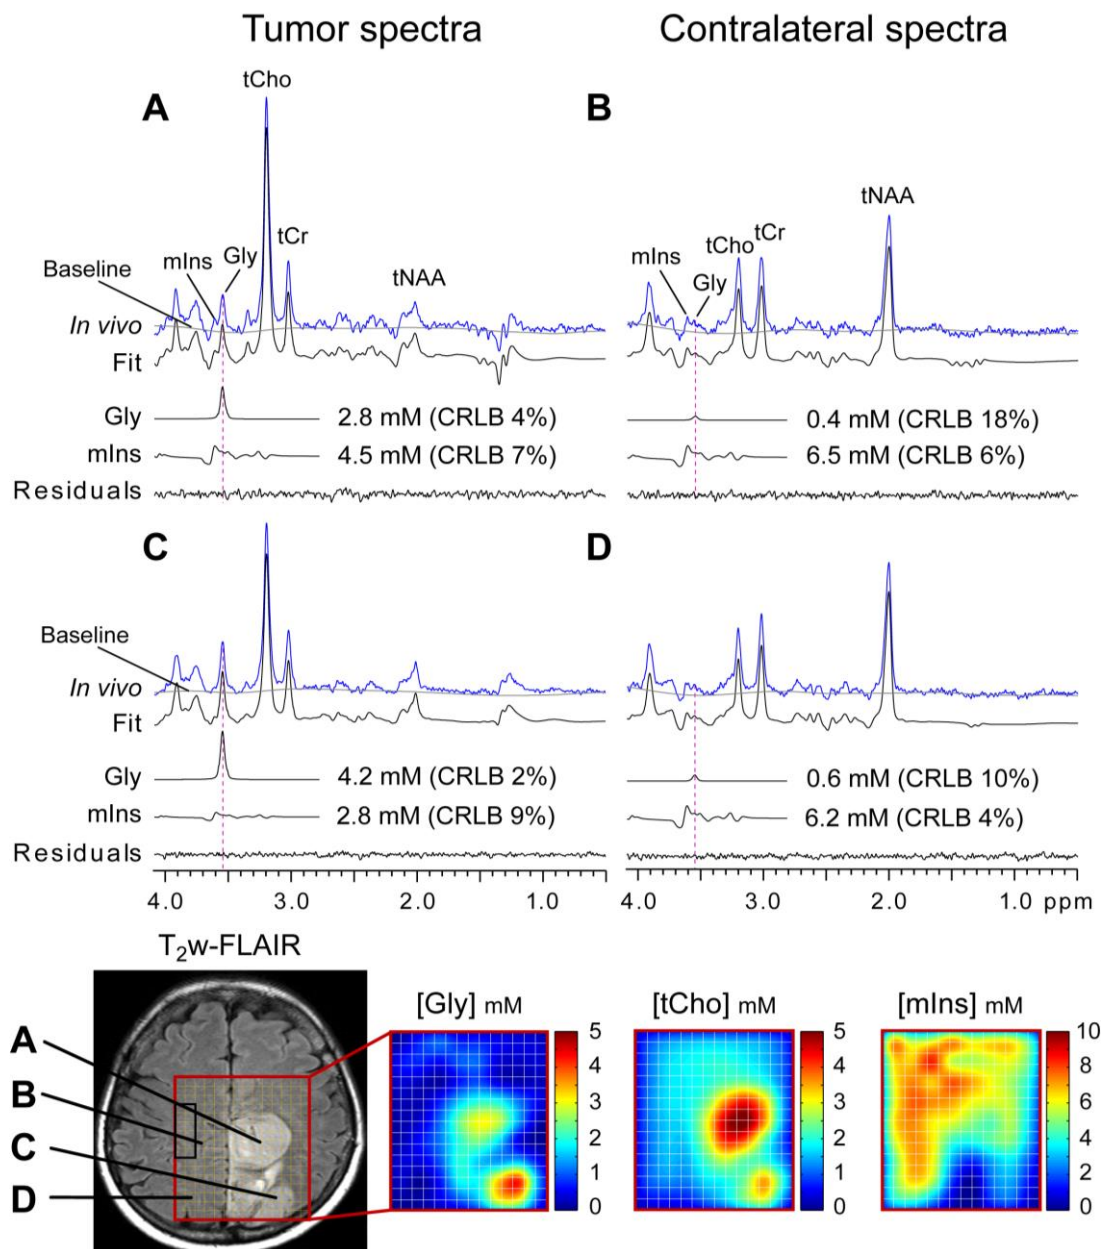 Tumor spectra Contralateral spectra
A B
tCho
tNAA
tCr tCho tCr
Gly mIns
mIns Gly
Baseline tNAA
In vivo
Fit
Gly 2.8 mM (CRLB 4%) 0.4 mM (CRLB 18%)
mIns 4.5 mM (CRLB 7%) 6.5 mM (CRLB 6%)
Residuals
C D
Baseline
In vivo
Fit
Gly 4.2 mM (CRLB 2%) 0.6 mM (CRLB 10%)
mIns 2.8 mM (CRLB 9%) 6.2 mM (CRLB 4%)
Residuals
4.0 3.0 2.0 1.0 4.0 3.0 2.0 1.0 ppm
T₂w-FLAIR
[Gly] mM [tCho] mM [mIns] mM
A
B
C
D
5
4
3
2
1
0
5
4
3
2
1
0
10
8
6
4
2
0